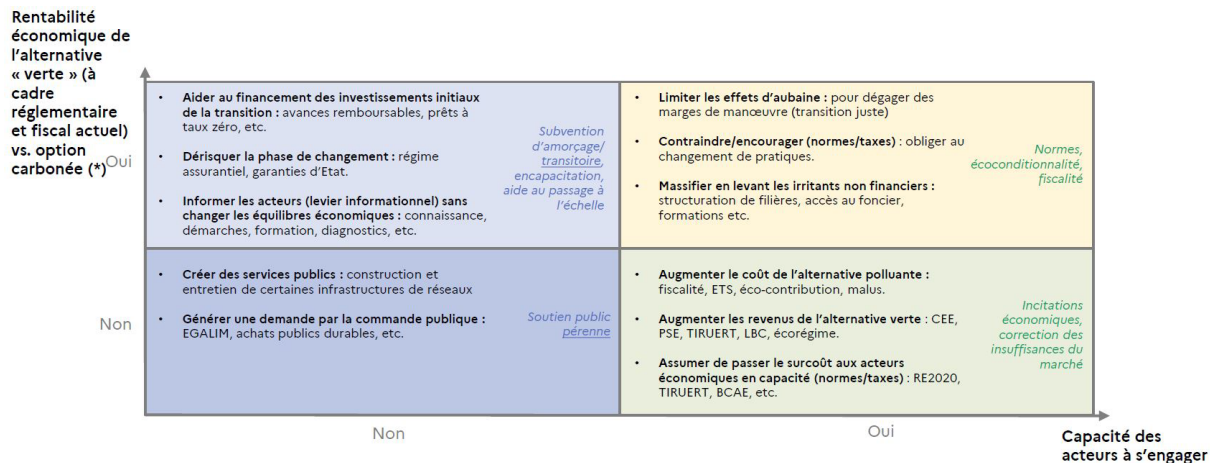 Rentabilité
économique de
l'alternative
« verte » (à
cadre
réglementaire
et fiscal actuel)
vs. option
carbonée (*)
Oui
• Aider au financement des investissements initiaux
de la transition : avances remboursables, prêts à
taux zéro, etc.
• Dérisquer la phase de changement : régime
assurantiel, garanties d'Etat.
• Informer les acteurs (levier informationnel) sans
changer les équilibres économiques : connaissance,
démarches, formation, diagnostics, etc.
Subvention
d'amorçage/
transitoire,
encapacitation,
aide au passage à
l'échelle
• Limiter les effets d'aubaine : pour dégager des
marges de manœuvre (transition juste)
• Contraindre/encourager (normes/taxes) : obliger au
changement de pratiques.
• Massifier en levant les irritants non financiers :
structuration de filières, accès au foncier,
formations etc.
Normes,
écoconditionnalité,
fiscalité
Non
• Créer des services publics : construction et
entretien de certaines infrastructures de réseaux
• Générer une demande par la commande publique :
EGALIM, achats publics durables, etc.
Soutien public
pérenne
• Augmenter le coût de l'alternative polluante :
fiscalité, ETS, éco-contribution, malus.
• Augmenter les revenus de l'alternative verte : CEE,
PSE, TIRUERT, LBC, écorégime.
• Assumer de passer le surcoût aux acteurs
économiques en capacité (normes/taxes) : RE2020,
TIRUERT, BCAE, etc.
Incitations
économiques,
correction des
insuffisances du
marché
Non
Oui
Capacité des
acteurs à s'engager